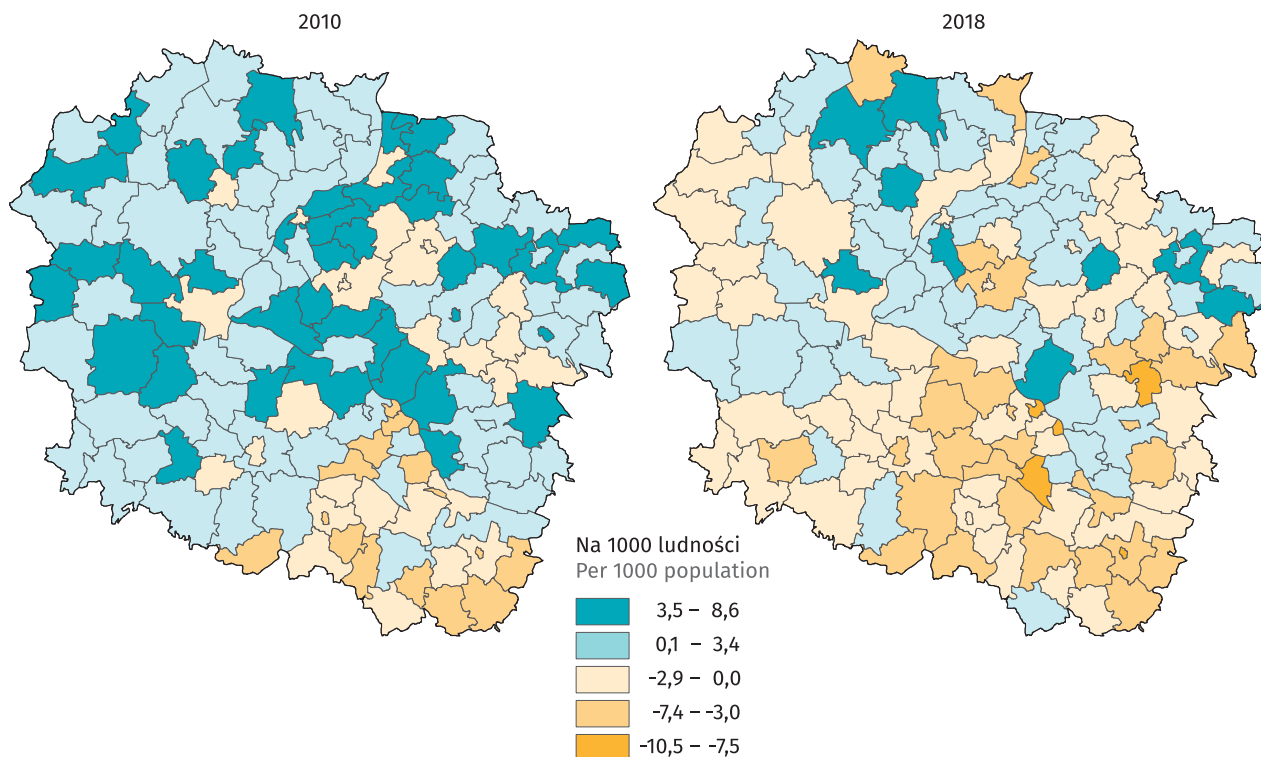 2010
2018
Na 1000 ludności
Per 1000 population
3,5 – 8,6
0,1 – 3,4
-2,9 – 0,0
-7,4 – -3,0
-10,5 – -7,5